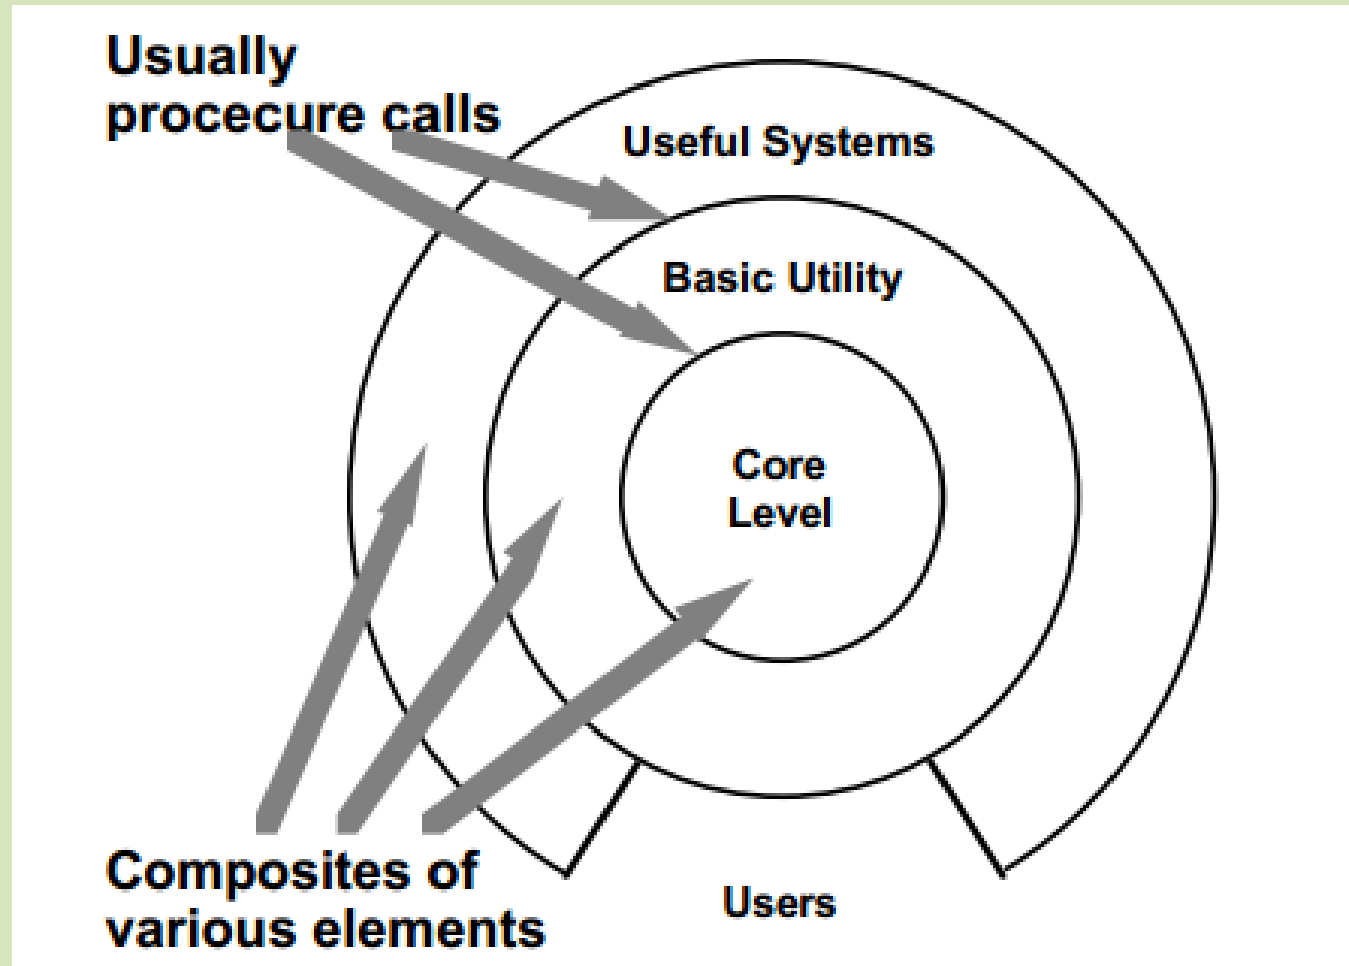 Usually
procecure calls
Useful Systems
Basic Utility
Core
Level
Composites of
various elements
Users